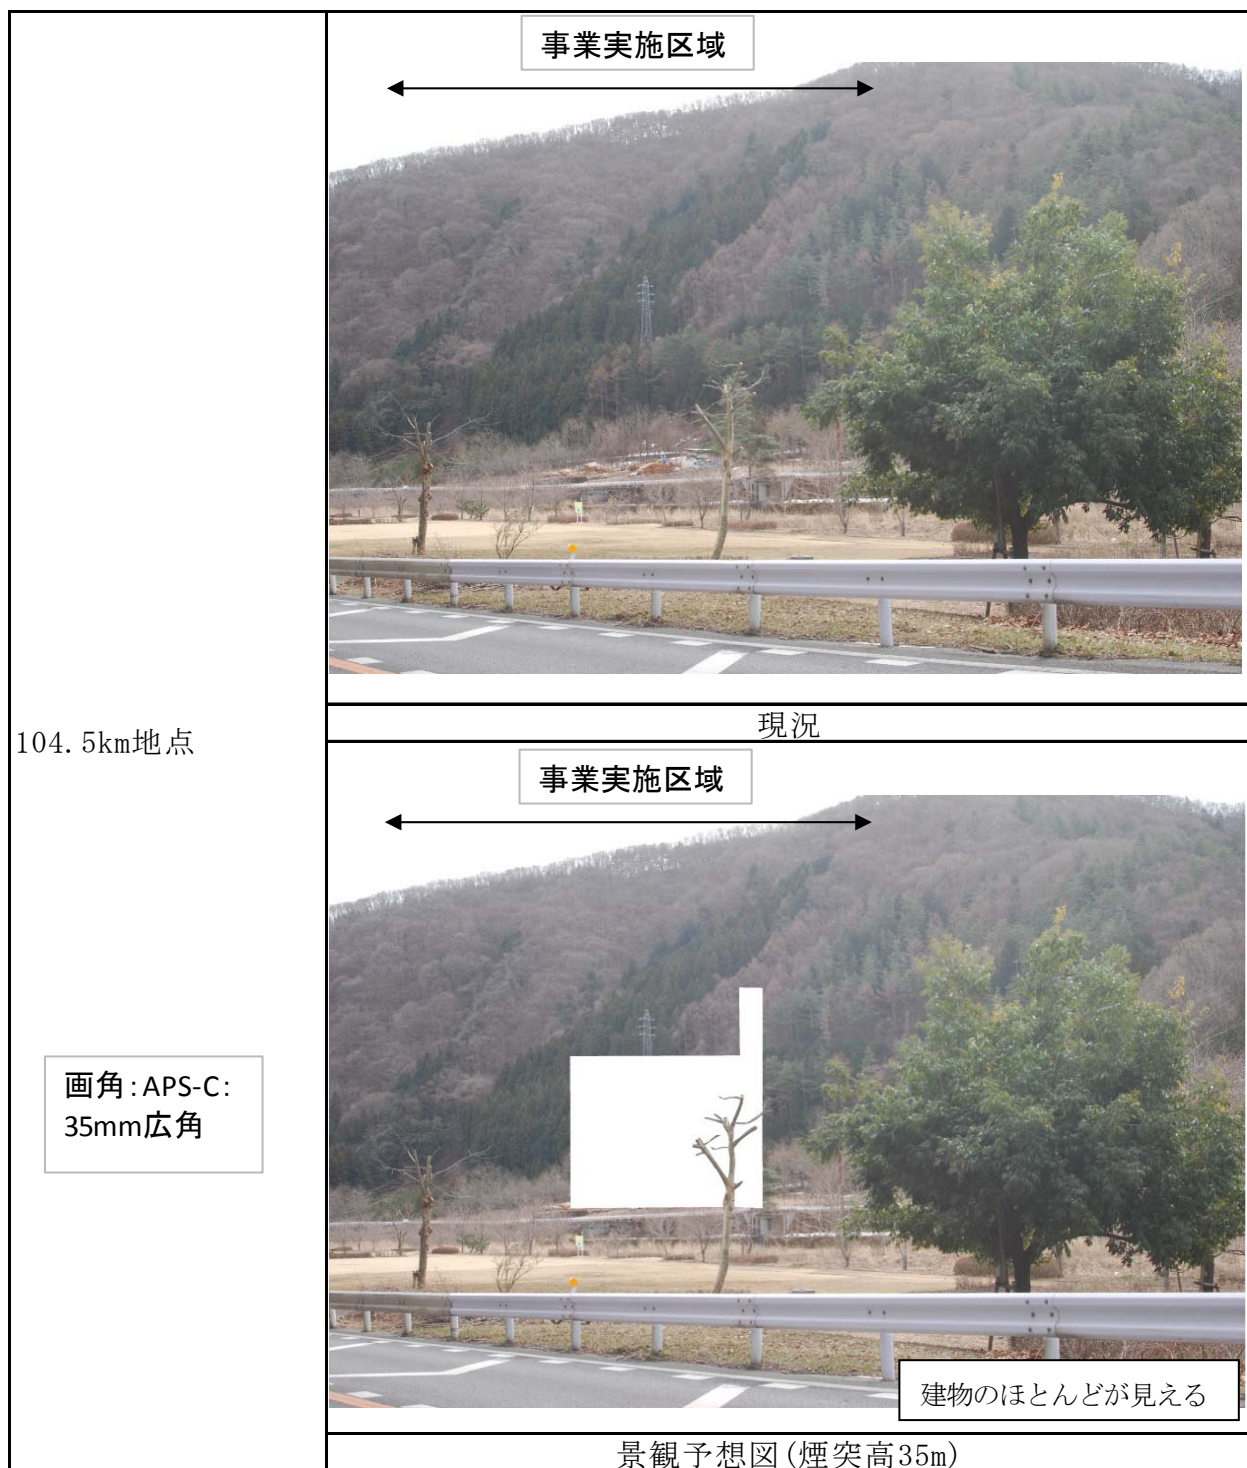 104.5km地点
画角：APS-C：
35mm広角
事業実施区域
現況
事業実施区域
建物のほとんどが見える
景観予想図(煙突高35m)